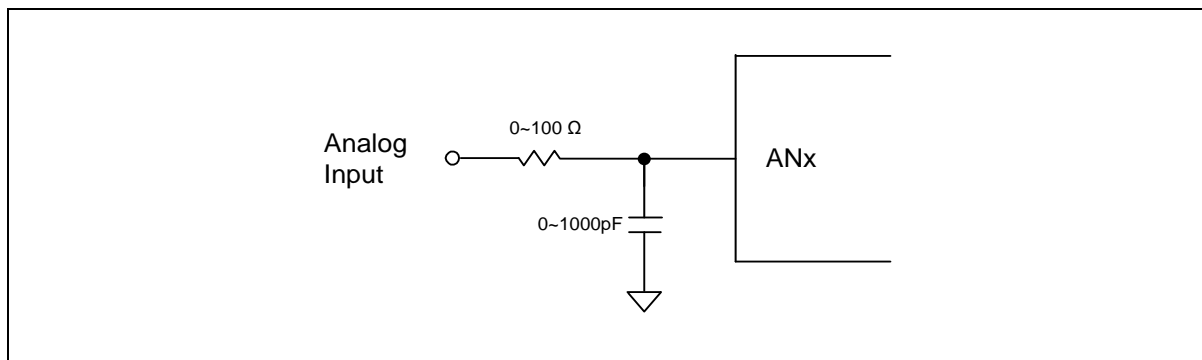 Analog
Input
0~100 Ω
0~1000pF
ANx